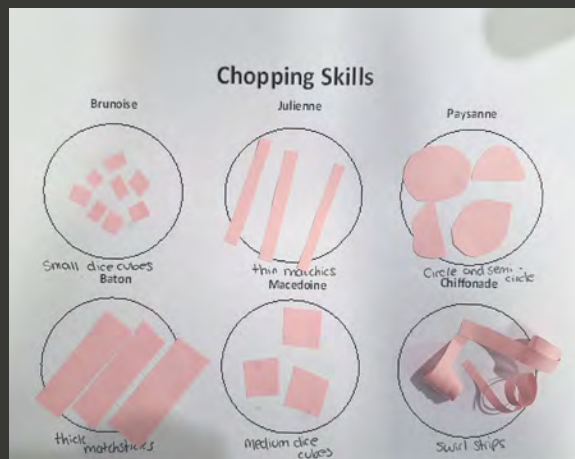 Chopping Skills
Brunoise
Julienne
Paysanne
Small dice cubes
thin matchics
Circle and semi-circle
Baton
Macedoine
Chiffonade
thick matchsticks
Medium dice cubes
Swirl strips